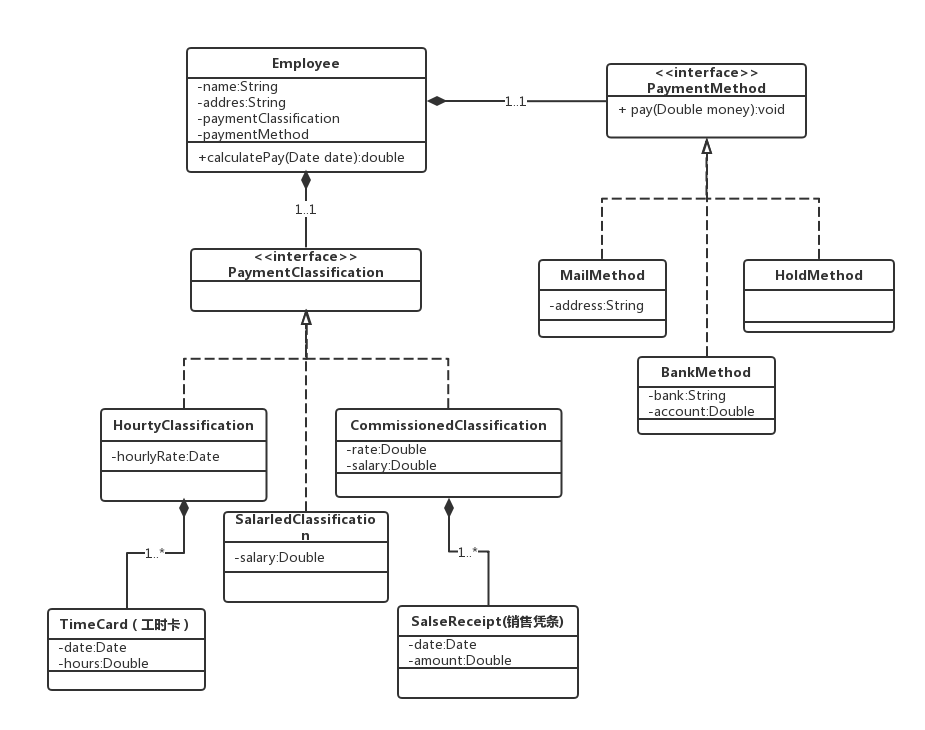 Employee
-name:String
-addres:String
-paymentClassification
-paymentMethod
+calculatePay(Date date):double
1..1
<<interface>>
PaymentMethod
+ pay(Double money):void
1..1
<<interface>>
PaymentClassification
MailMethod
-address:String
HoldMethod
BankMethod
-bank:String
-account:Double
HourtyClassification
-hourlyRate:Date
CommissionedClassification
-rate:Double
-salary:Double
SalarledClassificatio
n
-salary:Double
1..*
1..*
TimeCard（工时卡）
-date:Date
-hours:Double
SalseReceipt(销售凭条)
-date:Date
-amount:Double